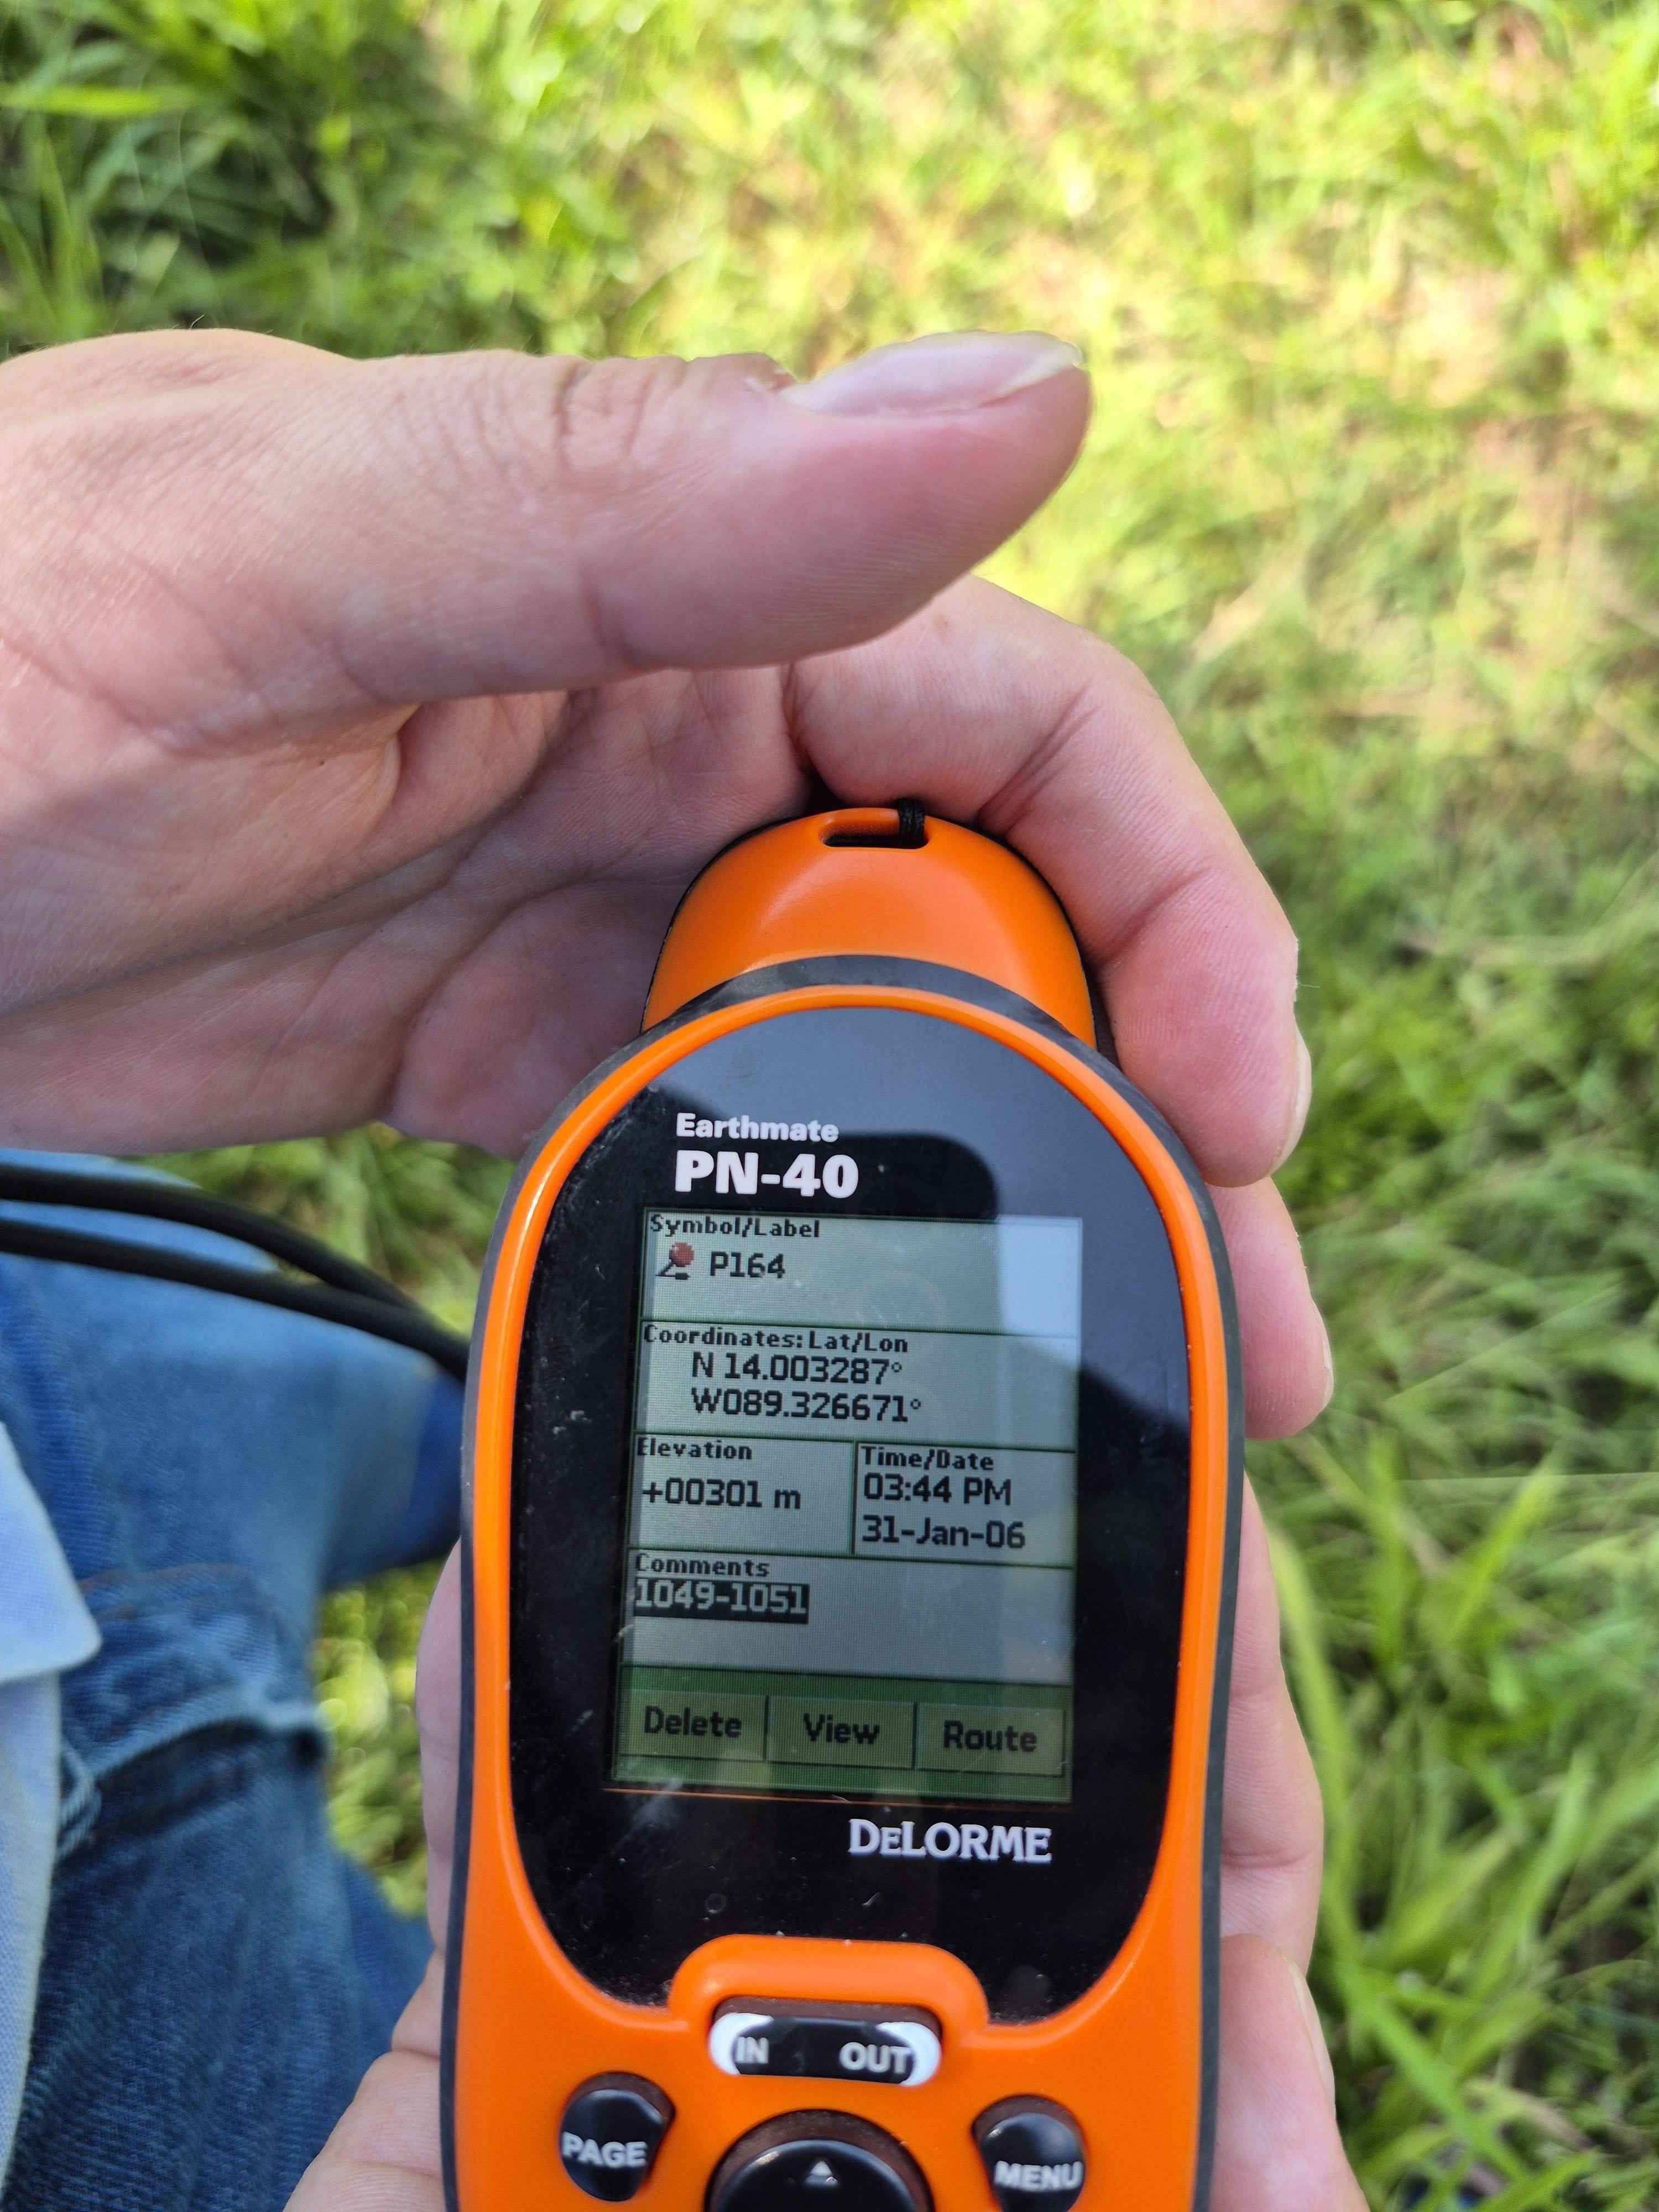 Earthmate
PN-40
Symbol/Label
P164
Coordinates: Lat/Lon
N 14.003287°
W089.326671°
Elevation
+00301 m
Time/Date
03:44 PM
31-Jan-06
Comments
1049-1051
Delete View Route
DELORME
IN OUT
PAGE MENU